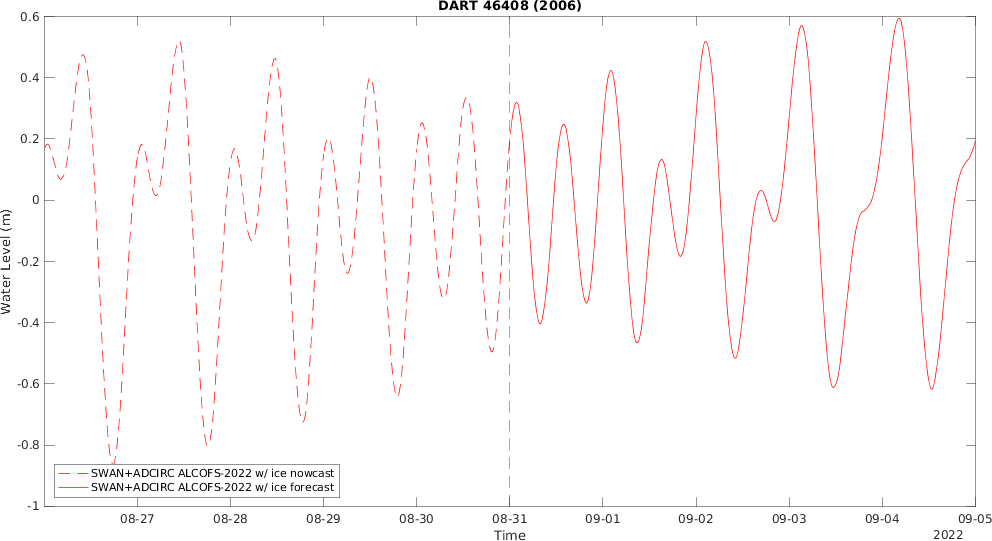 DART 46408 (2006)
0.6
0.4
0.2
0
-0.2
-0.4
-0.6
-0.8
-1
Water Level (m)
SWAN+ADCIRC ALCOFS-2022 w/ ice nowcast
SWAN+ADCIRC ALCOFS-2022 w/ ice forecast
08-27 08-28 08-29 08-30 08-31 09-01 09-02 09-03 09-04 09-05
Time
2022